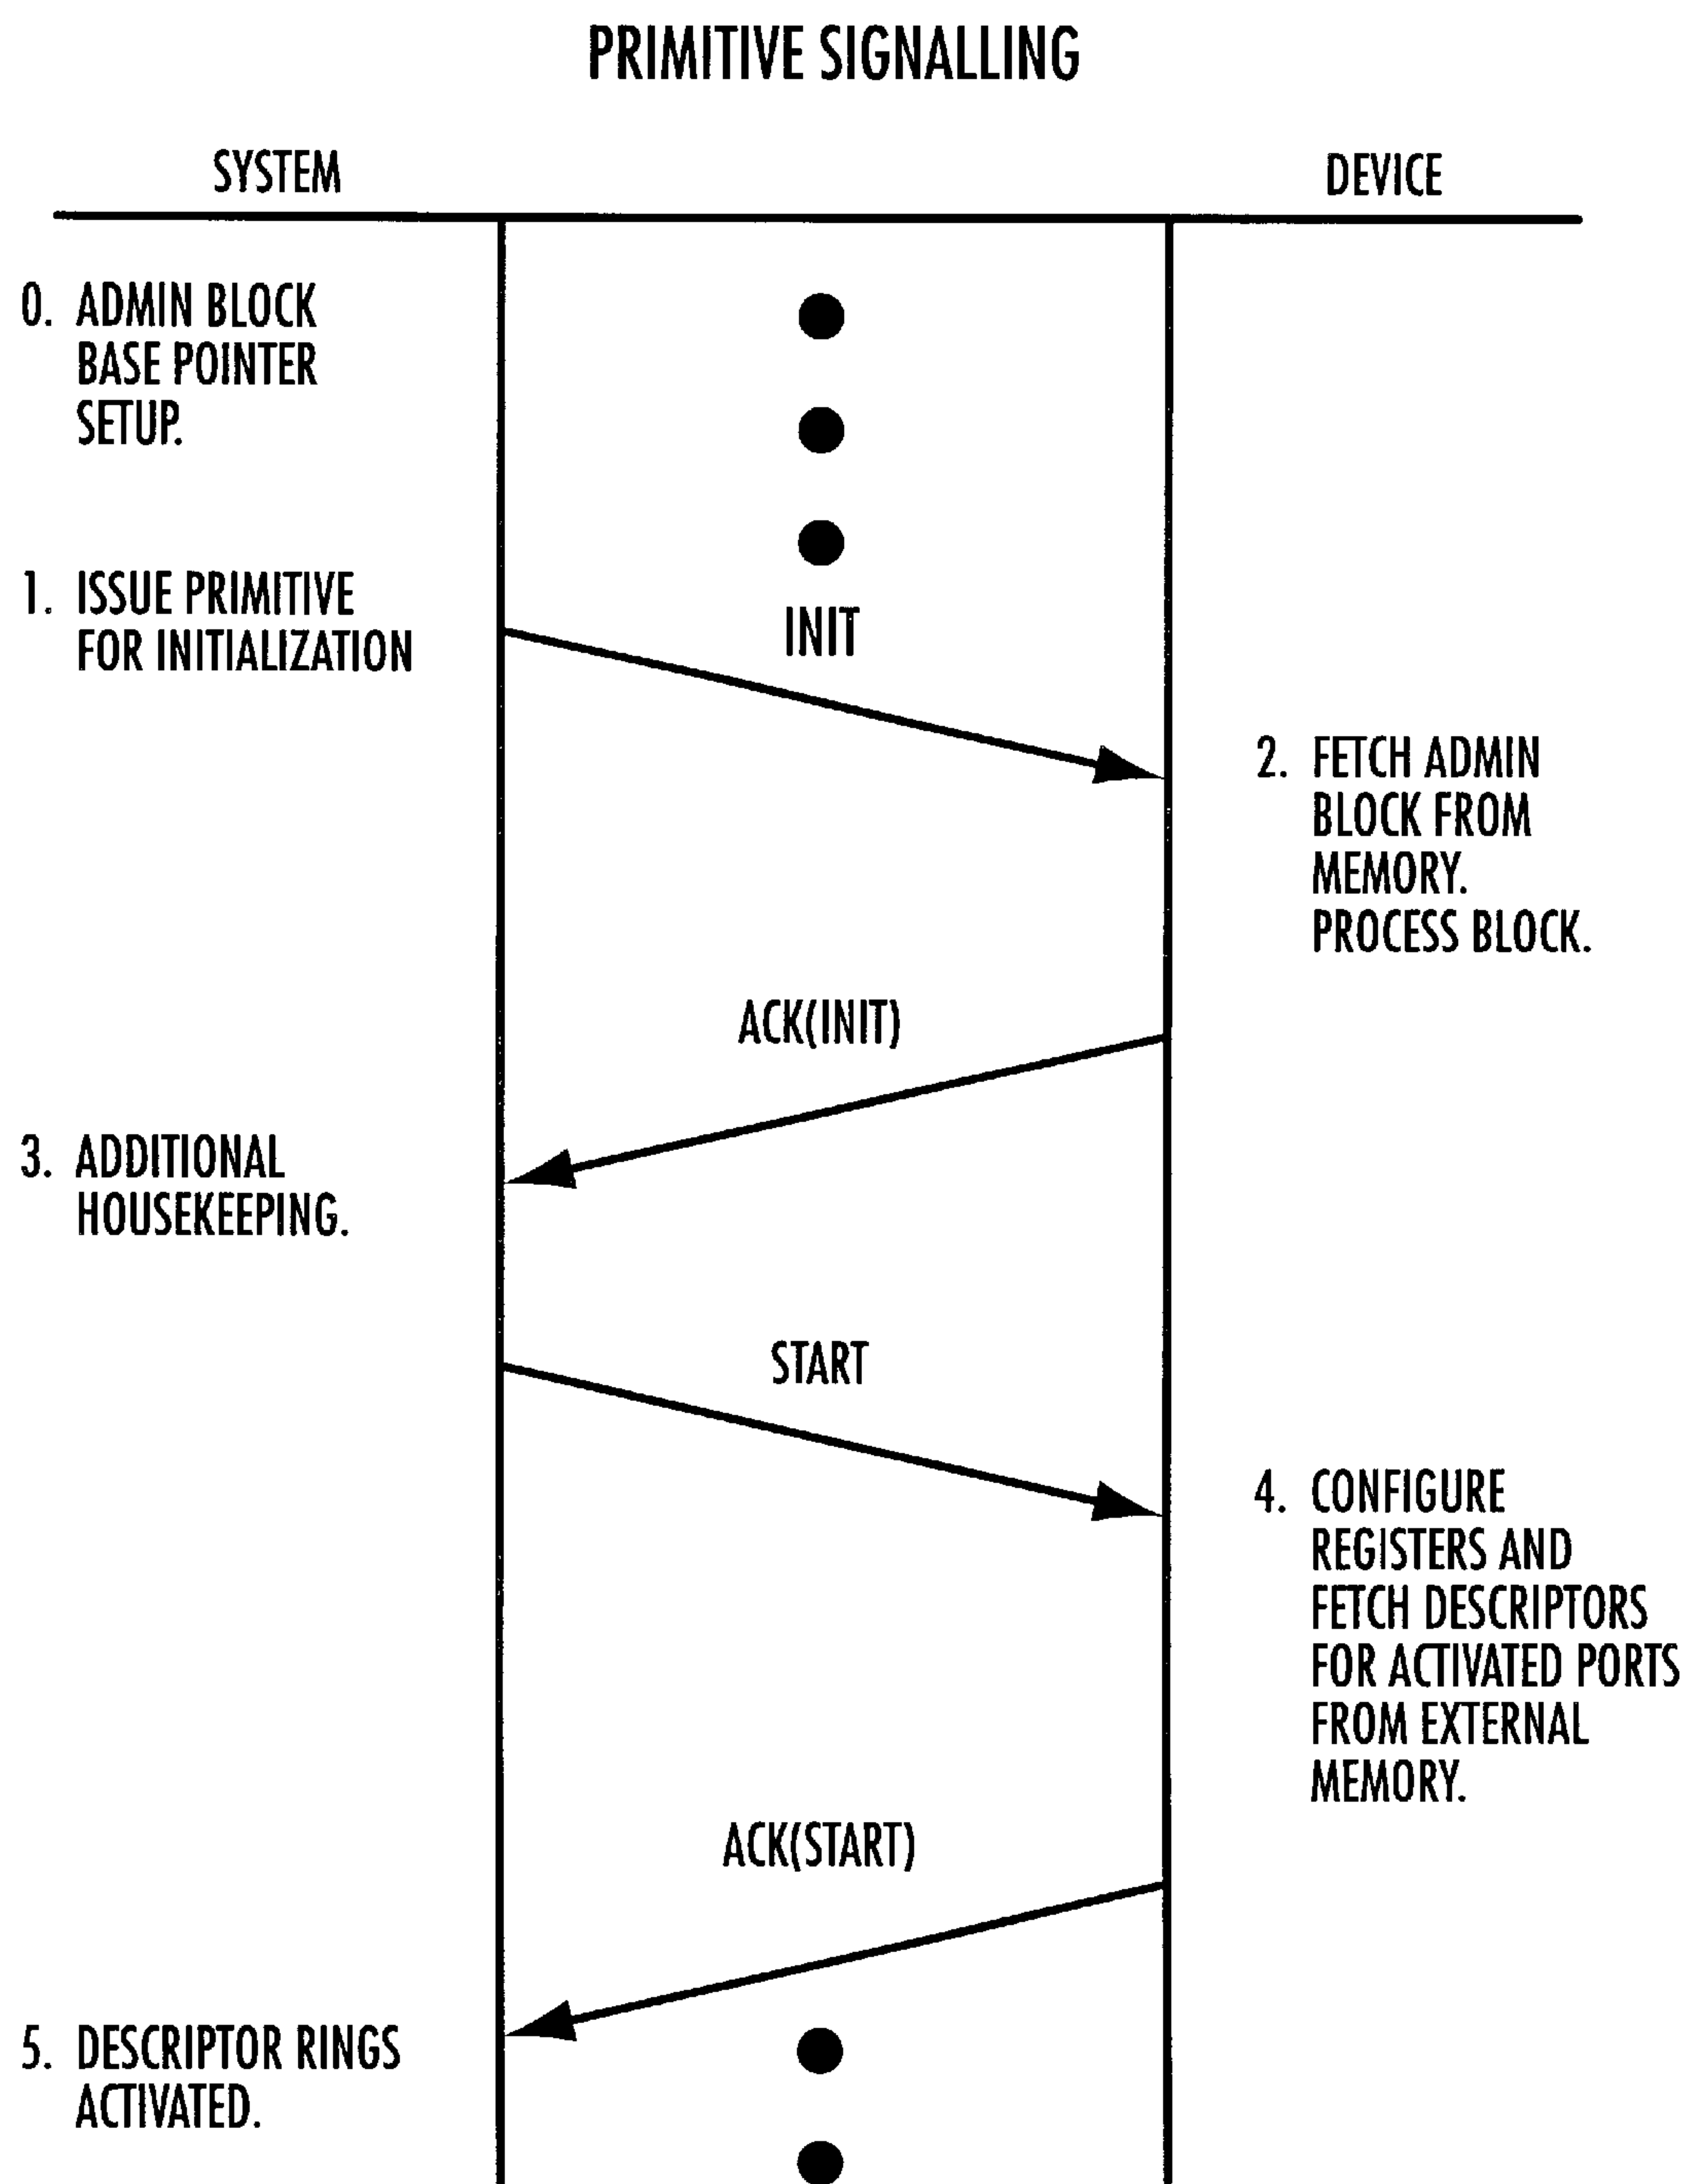 PRIMITIVE SIGNALLING
SYSTEM
DEVICE
0. ADMIN BLOCK
BASE POINTER
SETUP.
1. ISSUE PRIMITIVE
FOR INITIALIZATION
INIT
2. FETCH ADMIN
BLOCK FROM
MEMORY.
PROCESS BLOCK.
ACK(INIT)
3. ADDITIONAL
HOUSEKEEPING.
START
4. CONFIGURE
REGISTERS AND
FETCH DESCRIPTORS
FOR ACTIVATED PORTS
FROM EXTERNAL
MEMORY.
ACK(START)
5. DESCRIPTOR RINGS
ACTIVATED.